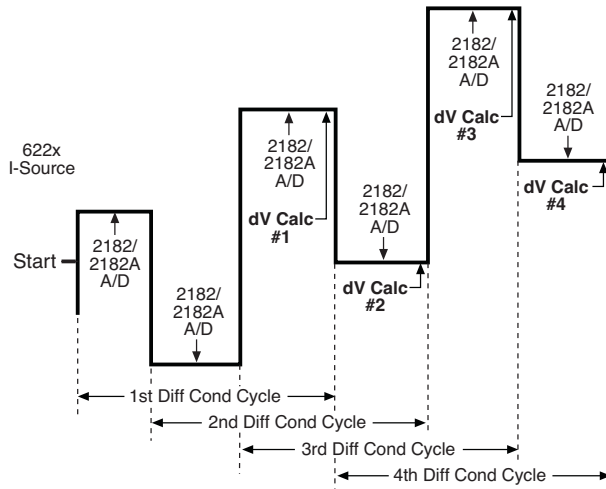 2182/
2182A
A/D
dV Calc
#3
2182/
2182A
A/D
622x
I-Source
2182/
2182A
A/D
dV Calc
#1
2182/
2182A
A/D
dV Calc
#4
Start
2182/
2182A
A/D
2182/
2182A
A/D
dV Calc
#2
1st Diff Cond Cycle
2nd Diff Cond Cycle
3rd Diff Cond Cycle
4th Diff Cond Cycle